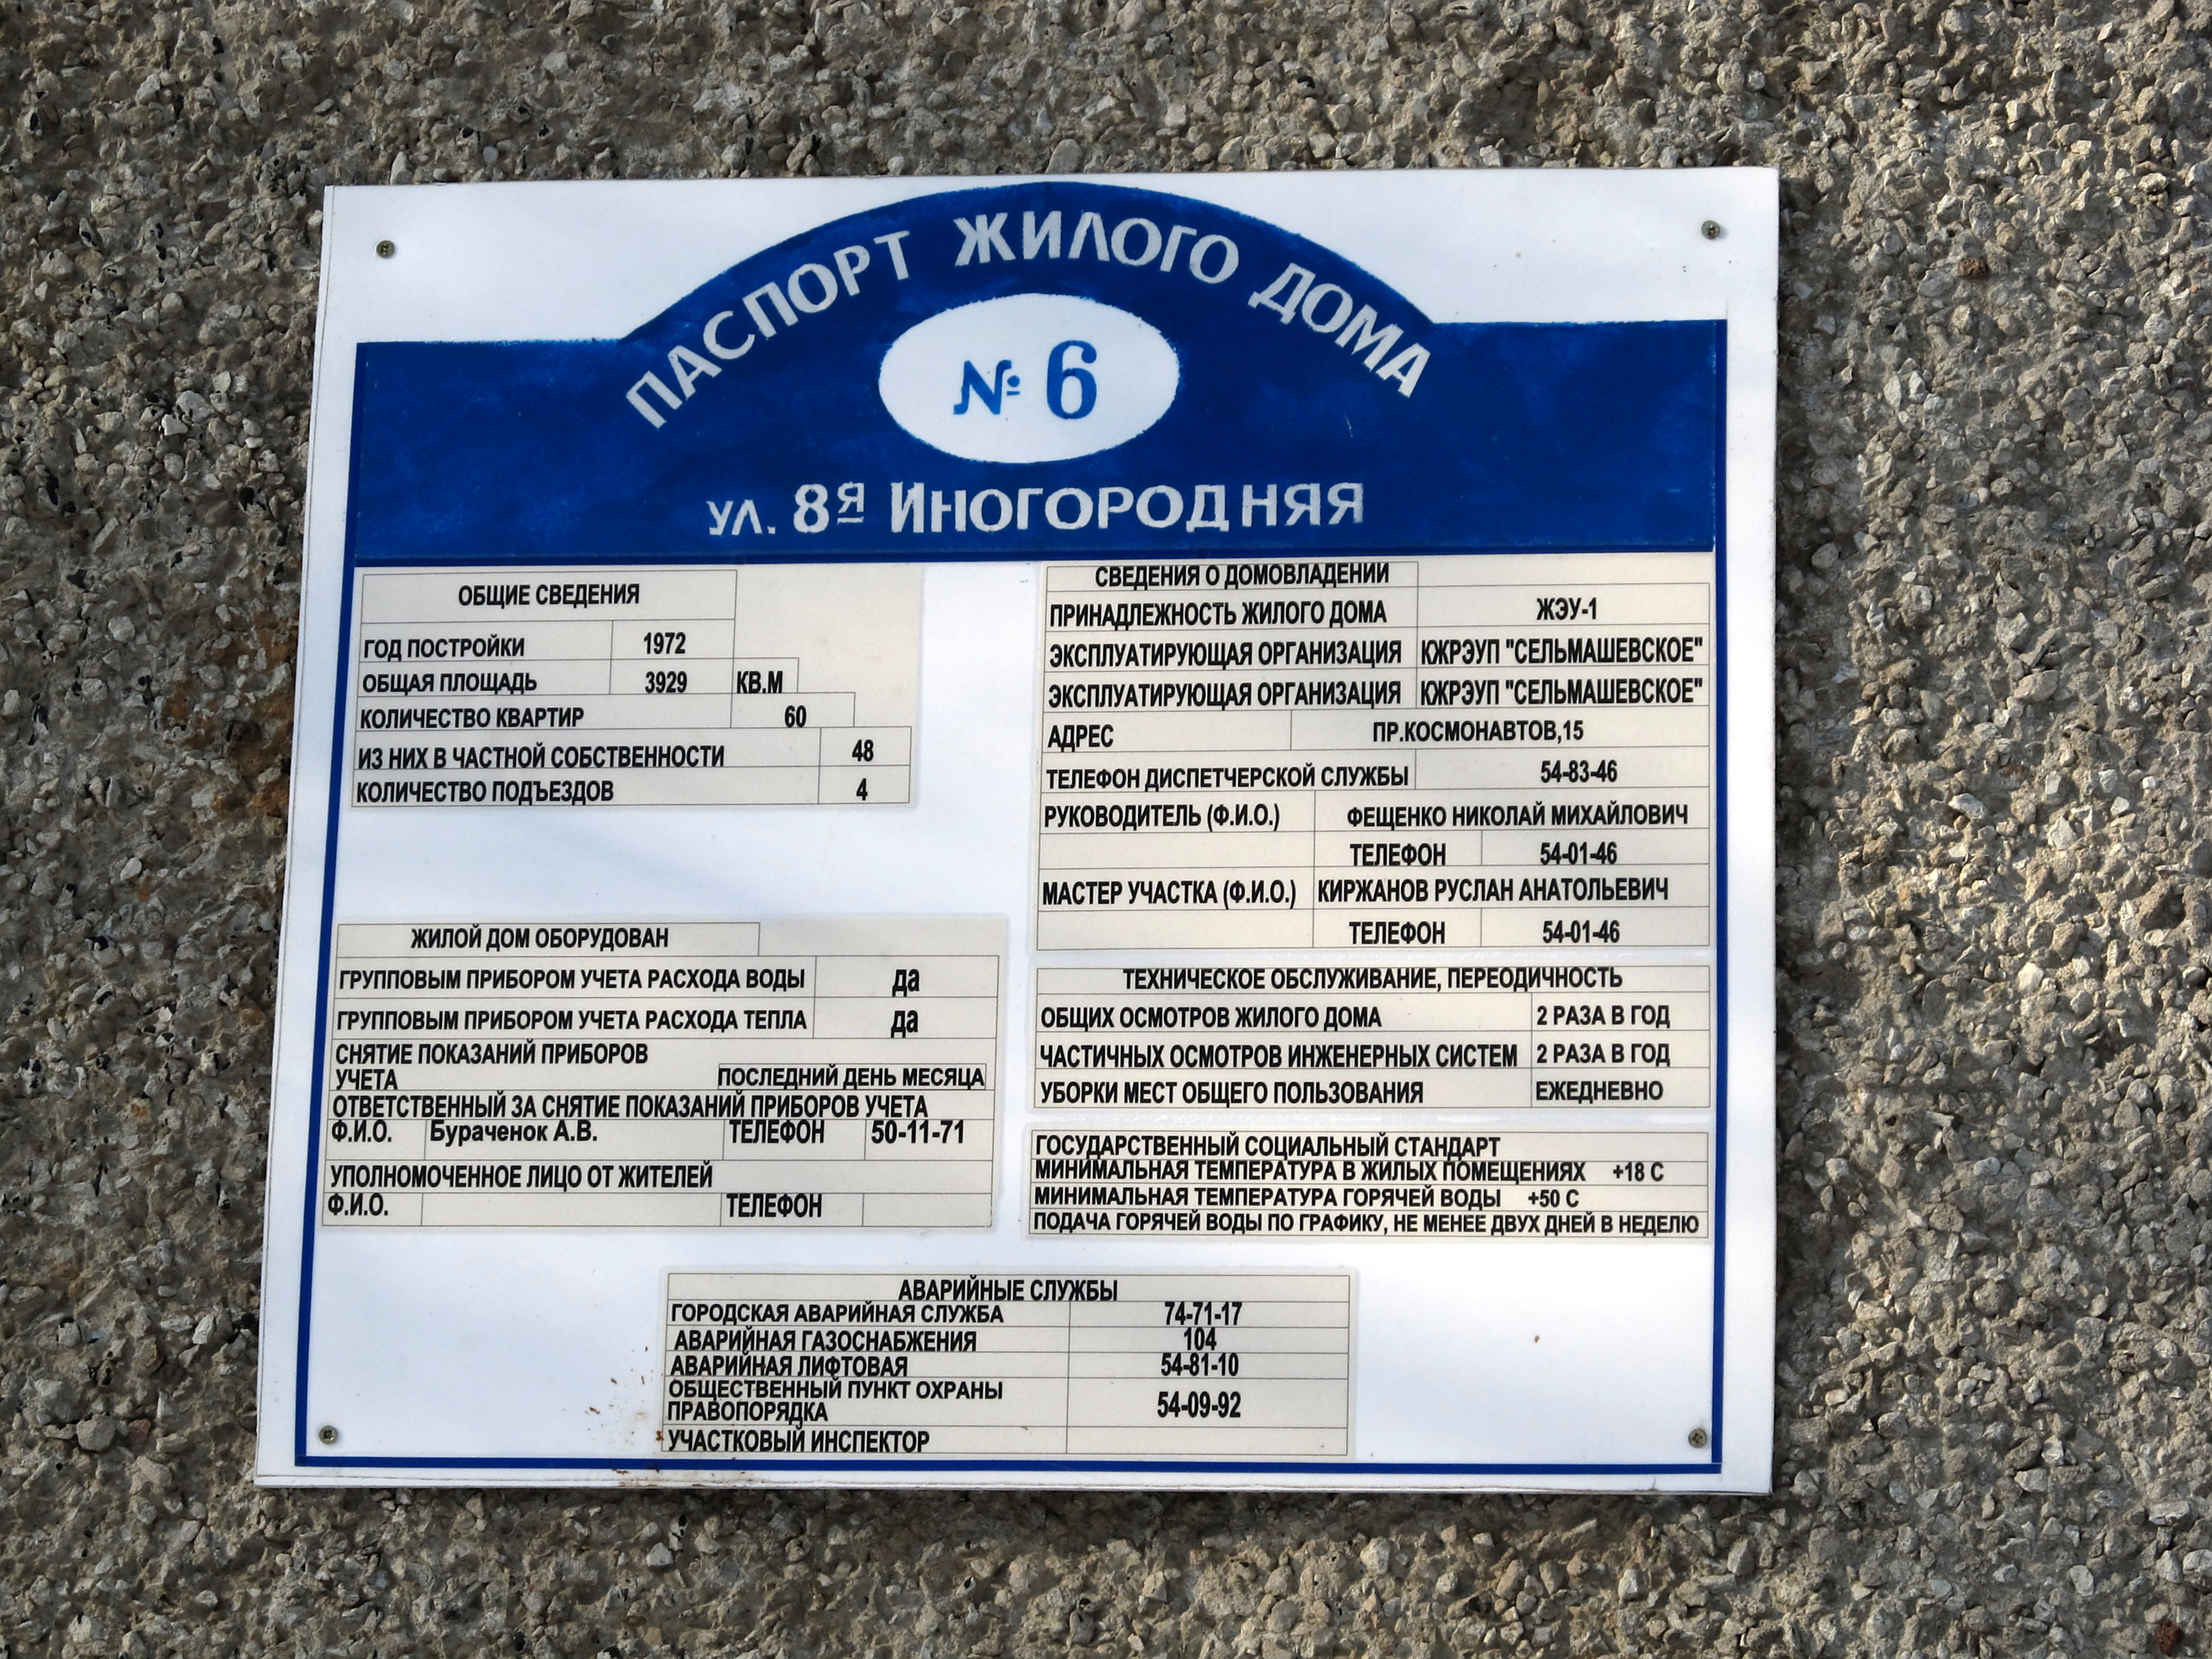 ПАСПОРТ ЖИЛОГО ДОМА
№ 6
УЛ. 8Я ИНОГОРОДНЯЯ
ОБЩИЕ СВЕДЕНИЯ
ГОД ПОСТРОЙКИ 1972
ОБЩАЯ ПЛОЩАДЬ 3929 КВ.М
КОЛИЧЕСТВО КВАРТИР 60
ИЗ НИХ В ЧАСТНОЙ СОБСТВЕННОСТИ 48
КОЛИЧЕСТВО ПОДЪЕЗДОВ 4
ЖИЛОЙ ДОМ ОБОРУДОВАН
ГРУППОВЫМ ПРИБОРОМ УЧЕТА РАСХОДА ВОДЫ да
ГРУППОВЫМ ПРИБОРОМ УЧЕТА РАСХОДА ТЕПЛА да
СНЯТИЕ ПОКАЗАНИЙ ПРИБОРОВ
УЧЕТА ПОСЛЕДНИЙ ДЕНЬ МЕСЯЦА
ОТВЕТСТВЕННЫЙ ЗА СНЯТИЕ ПОКАЗАНИЙ ПРИБОРОВ УЧЕТА
Ф.И.О. Бураченок А.В. ТЕЛЕФОН 50-11-71
УПОЛНОМОЧЕННОЕ ЛИЦО ОТ ЖИТЕЛЕЙ
Ф.И.О. ТЕЛЕФОН
СВЕДЕНИЯ О ДОМОВЛАДЕНИИ
ПРИНАДЛЕЖНОСТЬ ЖИЛОГО ДОМА ЖЭУ-1
ЭКСПЛУАТИРУЮЩАЯ ОРГАНИЗАЦИЯ КЖРЭУП "СЕЛЬМАШЕВСКОЕ"
ЭКСПЛУАТИРУЮЩАЯ ОРГАНИЗАЦИЯ КЖРЭУП "СЕЛЬМАШЕВСКОЕ"
АДРЕС ПР.КОСМОНАВТОВ,15
ТЕЛЕФОН ДИСПЕТЧЕРСКОЙ СЛУЖБЫ 54-83-46
РУКОВОДИТЕЛЬ (Ф.И.О.) ФЕЩЕНКО НИКОЛАЙ МИХАЙЛОВИЧ
ТЕЛЕФОН 54-01-46
МАСТЕР УЧАСТКА (Ф.И.О.) КИРЖАНОВ РУСЛАН АНАТОЛЬЕВИЧ
ТЕЛЕФОН 54-01-46
ТЕХНИЧЕСКОЕ ОБСЛУЖИВАНИЕ, ПЕРЕОДИЧНОСТЬ
ОБЩИХ ОСМОТРОВ ЖИЛОГО ДОМА 2 РАЗА В ГОД
ЧАСТИЧНЫХ ОСМОТРОВ ИНЖЕНЕРНЫХ СИСТЕМ 2 РАЗА В ГОД
УБОРКИ МЕСТ ОБЩЕГО ПОЛЬЗОВАНИЯ ЕЖЕДНЕВНО
ГОСУДАРСТВЕННЫЙ СОЦИАЛЬНЫЙ СТАНДАРТ
МИНИМАЛЬНАЯ ТЕМПЕРАТУРА В ЖИЛЫХ ПОМЕЩЕНИЯХ +18 С
МИНИМАЛЬНАЯ ТЕМПЕРАТУРА ГОРЯЧЕЙ ВОДЫ +50 С
ПОДАЧА ГОРЯЧЕЙ ВОДЫ ПО ГРАФИКУ, НЕ МЕНЕЕ ДВУХ ДНЕЙ В НЕДЕЛЮ
АВАРИЙНЫЕ СЛУЖБЫ
ГОРОДСКАЯ АВАРИЙНАЯ СЛУЖБА 74-71-17
АВАРИЙНАЯ ГАЗОСНАБЖЕНИЯ 104
АВАРИЙНАЯ ЛИФТОВАЯ 54-81-10
ОБЩЕСТВЕННЫЙ ПУНКТ ОХРАНЫ
ПРАВОПОРЯДКА 54-09-92
УЧАСТКОВЫЙ ИНСПЕКТОР